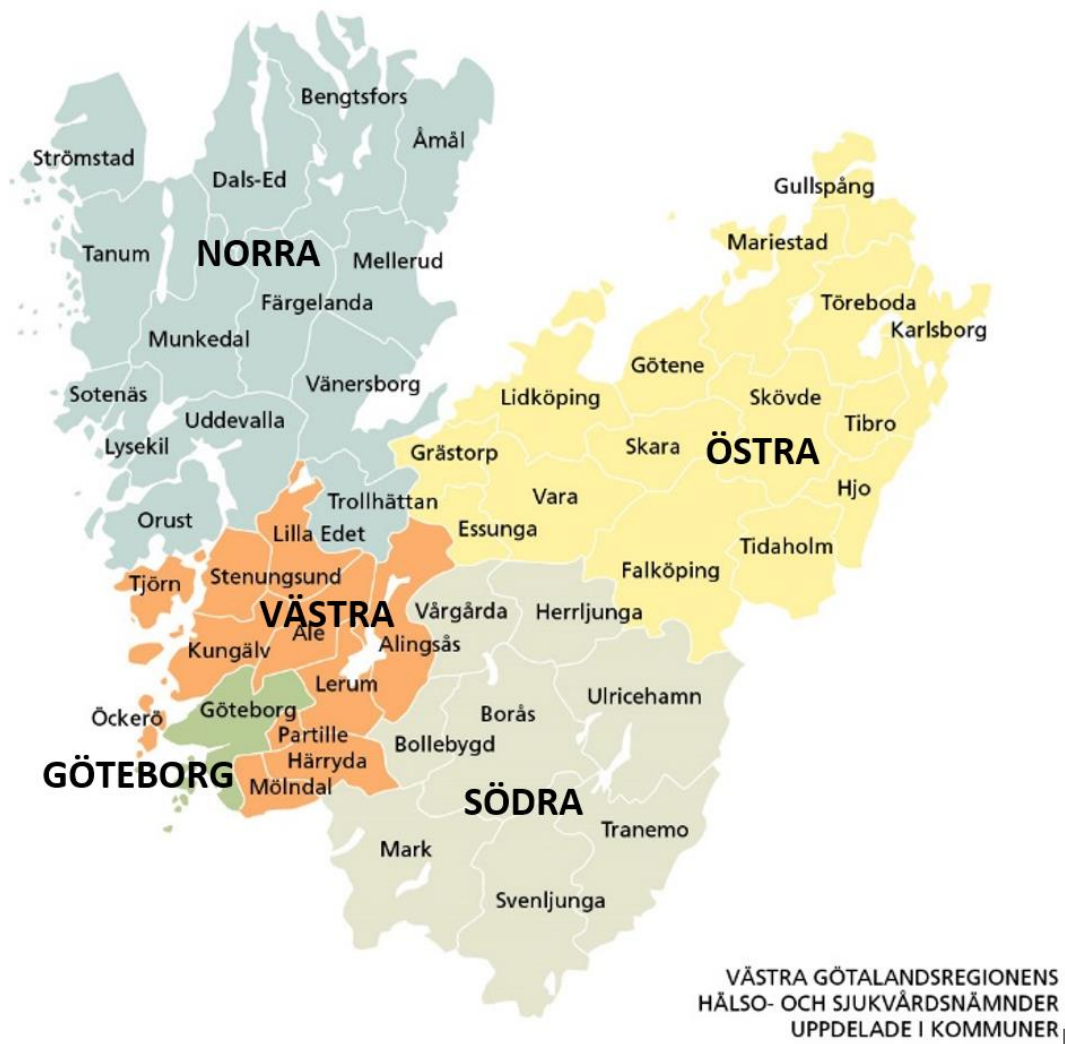 Bengtsfors
Åmål
Strömstad
Dals-Ed
Gullspång
Tanum
NORRA
Mellerud
Mariestad
Färgelanda
Töreboda
Karlsborg
Munkedal
Götene
Sotenäs
Vänersborg
Lidköping
Skövde
Uddevalla
Tibro
Lysekil
Grästorp
Skara
ÖSTRA
Hjo
Trollhättan
Vara
Orust
Lilla Edet
Essunga
Tidaholm
Tjörn
Stenungsund
Falköping
VÄSTRA
Vårgårda
Herrljunga
Ale
Kungälv
Alingsås
Lerum
Ulricehamn
Öckerö
Göteborg
Borås
Partille
Bollebygd
Härryda
GÖTEBORG
Mölndal
SÖDRA
Tranemo
Mark
Svenljunga
VÄSTRA GÖTALANDSREGIONENS
HÄLSO- OCH SJUKVÅRDSNÄMNDER
UPPDELADE I KOMMUNER